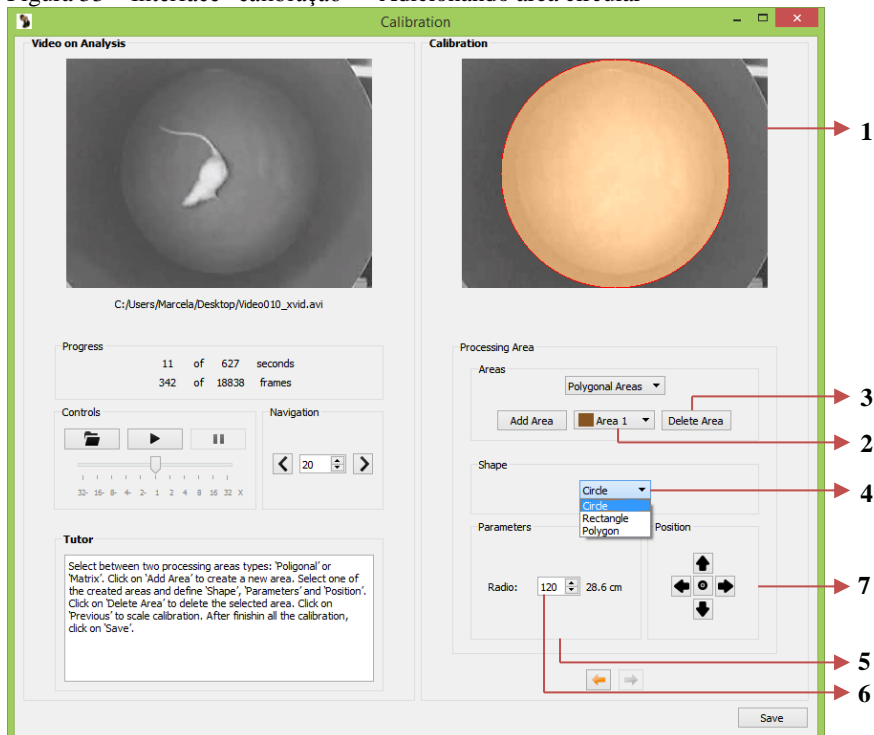 Figura 33 – Interface "calibração" – Adicionando área circular
Calibration
Video on Analysis
C:/Users/Marcela/Desktop/Video010_xvid.avi
Progress
11 of 627 seconds
342 of 18838 frames
Controls
32- 16- 8- 4- 2- 1 2 4 8 16 32 X
Navigation
20
Tutor
Select between two processing areas types: 'Poligonal' or
'Matrix'. Click on 'Add Area' to create a new area. Select one of
the created areas and define 'Shape', 'Parameters' and 'Position'.
Click on 'Delete Area' to delete the selected area. Click on
'Previous' to scale calibration. After finishin all the calibration,
click on 'Save'.
Calibration
1
Processing Area
Areas
Polygonal Areas
Add Area Area 1 Delete Area
3
2
Shape
Circle
Circle
Rectangle
Polygon
4
Parameters
Radio: 120 28.6 cm
Position
7
5
6
Save